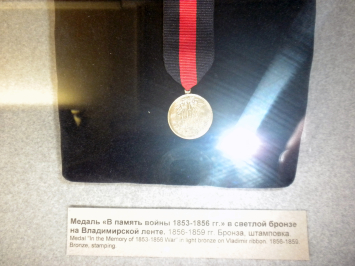 Медаль «В память войны 1853-1856 гг.» в светлой бронзе
на Владимирской ленте. 1856-1859 гг. Бронза, штамповка.
Medal "In the Memory of 1853-1856 War" in light bronze on Vladimir ribbon. 1856-1859.
Bronze, stamping.